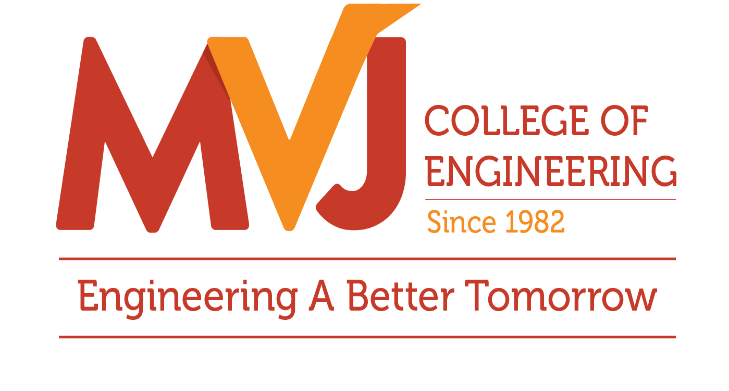 MVJ
COLLEGE OF
ENGINEERING
Since 1982
Engineering A Better Tomorrow